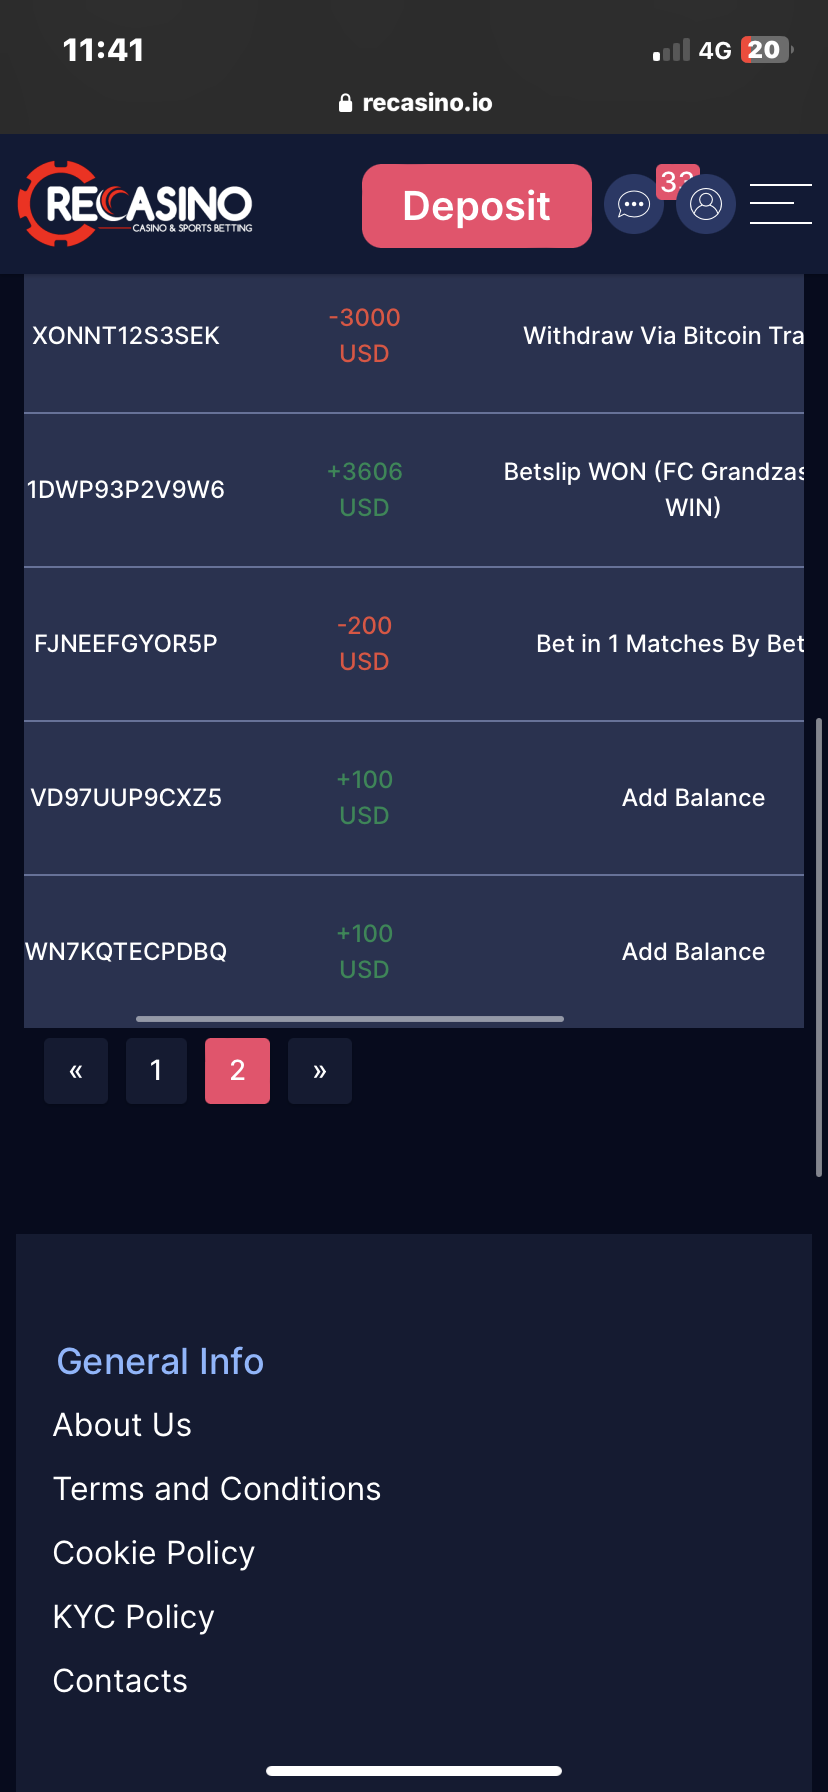 11:41
4G 20
recasino.io
RECASINO
CASINO & SPORTS BETTING
Deposit
XONNT12S3SEK
-3000
USD
Withdraw Via Bitcoin Tra
1DWP93P2V9W6
+3606
USD
Betslip WON (FC Grandzas
WIN)
FJNEEFGYOR5P
-200
USD
Bet in 1 Matches By Bet
VD97UUP9CXZ5
+100
USD
Add Balance
WN7KQTECPDBQ
+100
USD
Add Balance
« 1 2 »
General Info
About Us
Terms and Conditions
Cookie Policy
KYC Policy
Contacts